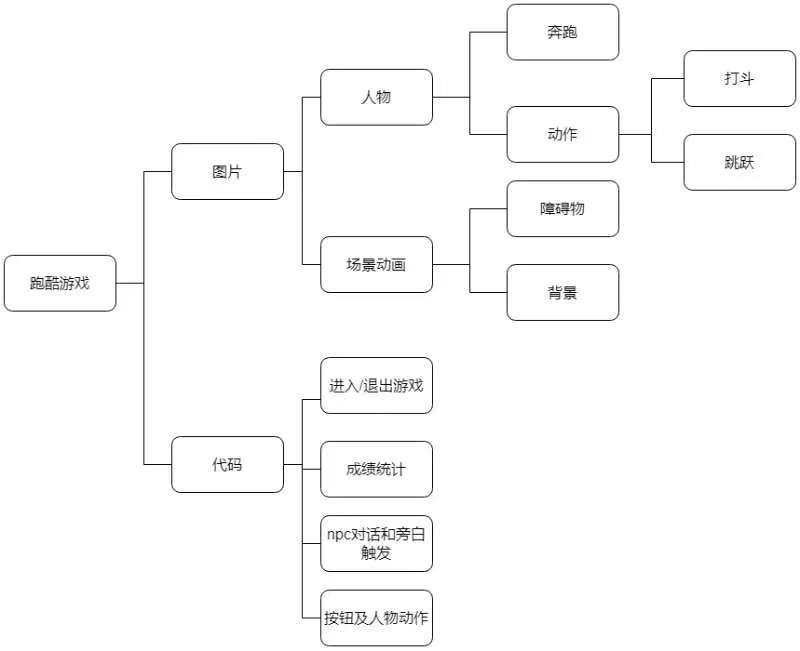 奔跑
打斗
人物
动作
跳跃
图片
障碍物
场景动画
跑酷游戏
背景
进入/退出游戏
代码
成绩统计
npc对话和旁白
触发
按钮及人物动作